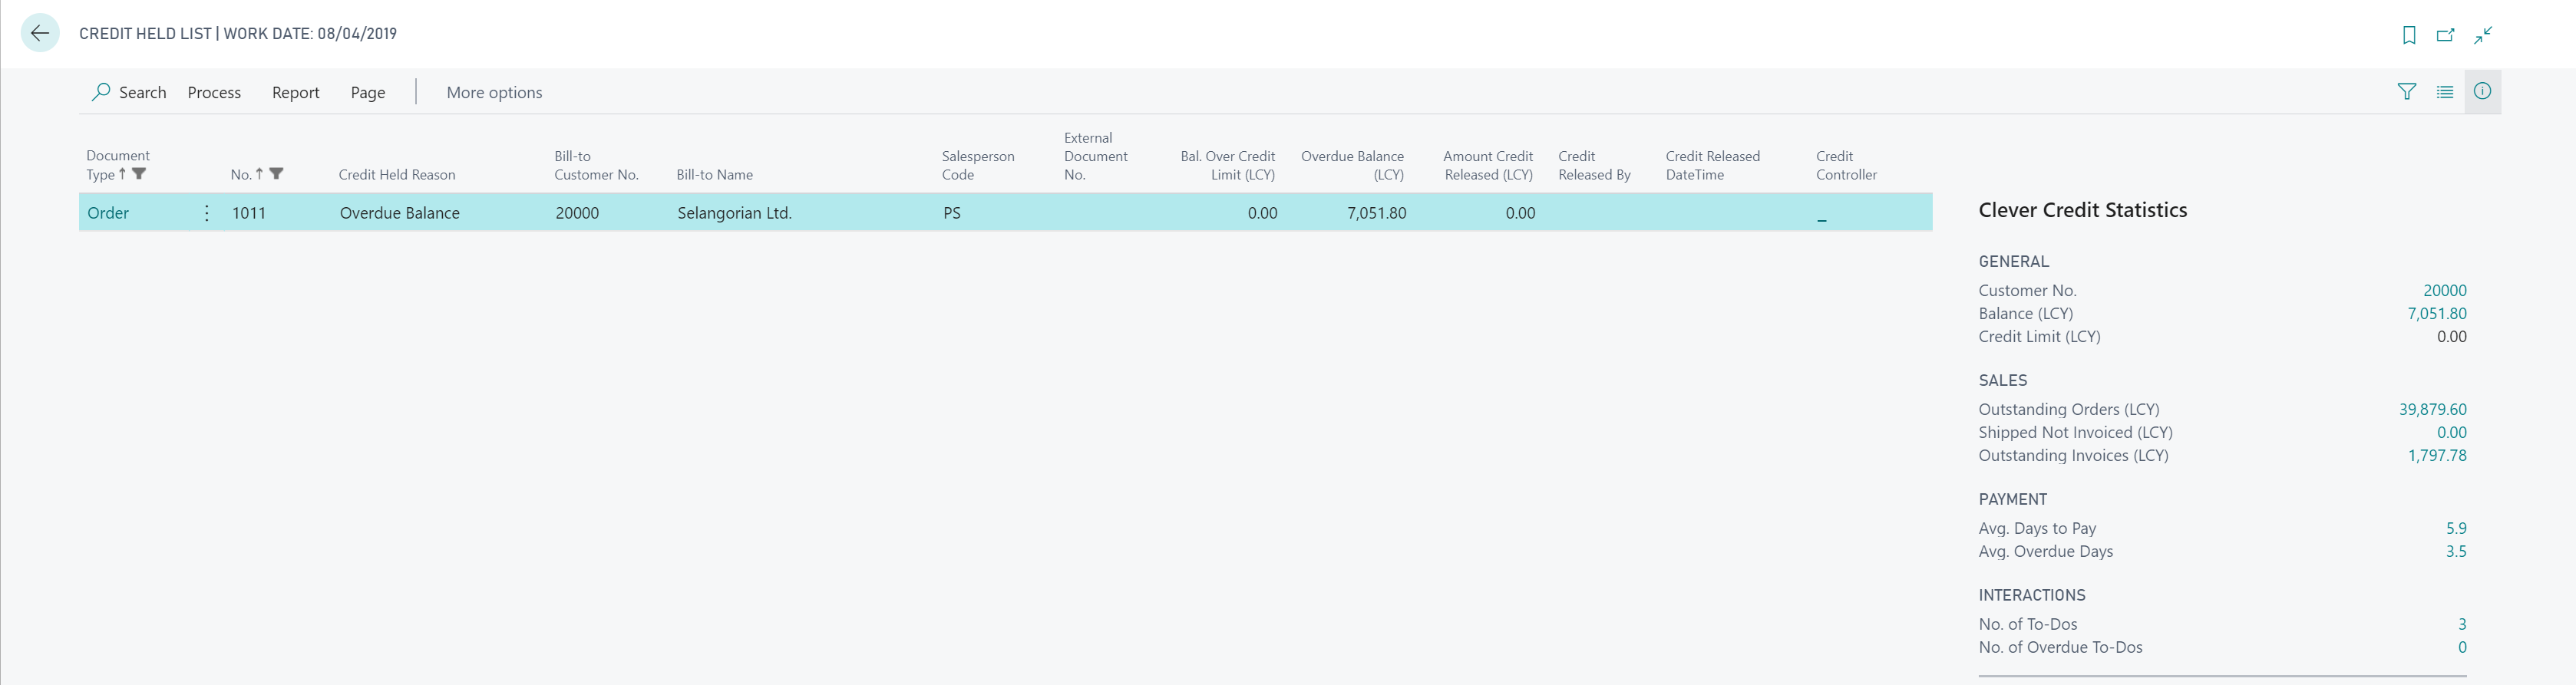 CREDIT HELD LIST | WORK DATE: 08/04/2019
Search Process Report Page More options
Document Type No. Credit Held Reason Bill-to Customer No. Bill-to Name Salesperson Code External Document No. Bal. Over Credit Limit (LCY) Overdue Balance (LCY) Amount Credit Released (LCY) Credit Released By Credit Released DateTime Credit Controller
Order 1011 Overdue Balance 20000 Selangorian Ltd. PS 0.00 7,051.80 0.00 _
Clever Credit Statistics
GENERAL
Customer No. 20000
Balance (LCY) 7,051.80
Credit Limit (LCY) 0.00
SALES
Outstanding Orders (LCY) 39,879.60
Shipped Not Invoiced (LCY) 0.00
Outstanding Invoices (LCY) 1,797.78
PAYMENT
Avg. Days to Pay 5.9
Avg. Overdue Days 3.5
INTERACTIONS
No. of To-Dos 3
No. of Overdue To-Dos 0